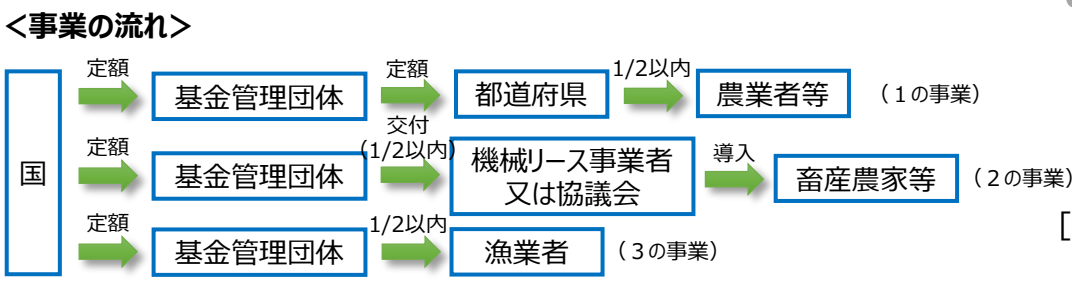 ＜事業の流れ＞
国
定額
基金管理団体
定額
都道府県
1/2以内
農業者等
（１の事業）
定額
基金管理団体
交付
（1/2以内）
機械リース事業者
又は協議会
導入
畜産農家等
（２の事業）
定額
基金管理団体
1/2以内
漁業者
（３の事業）
［